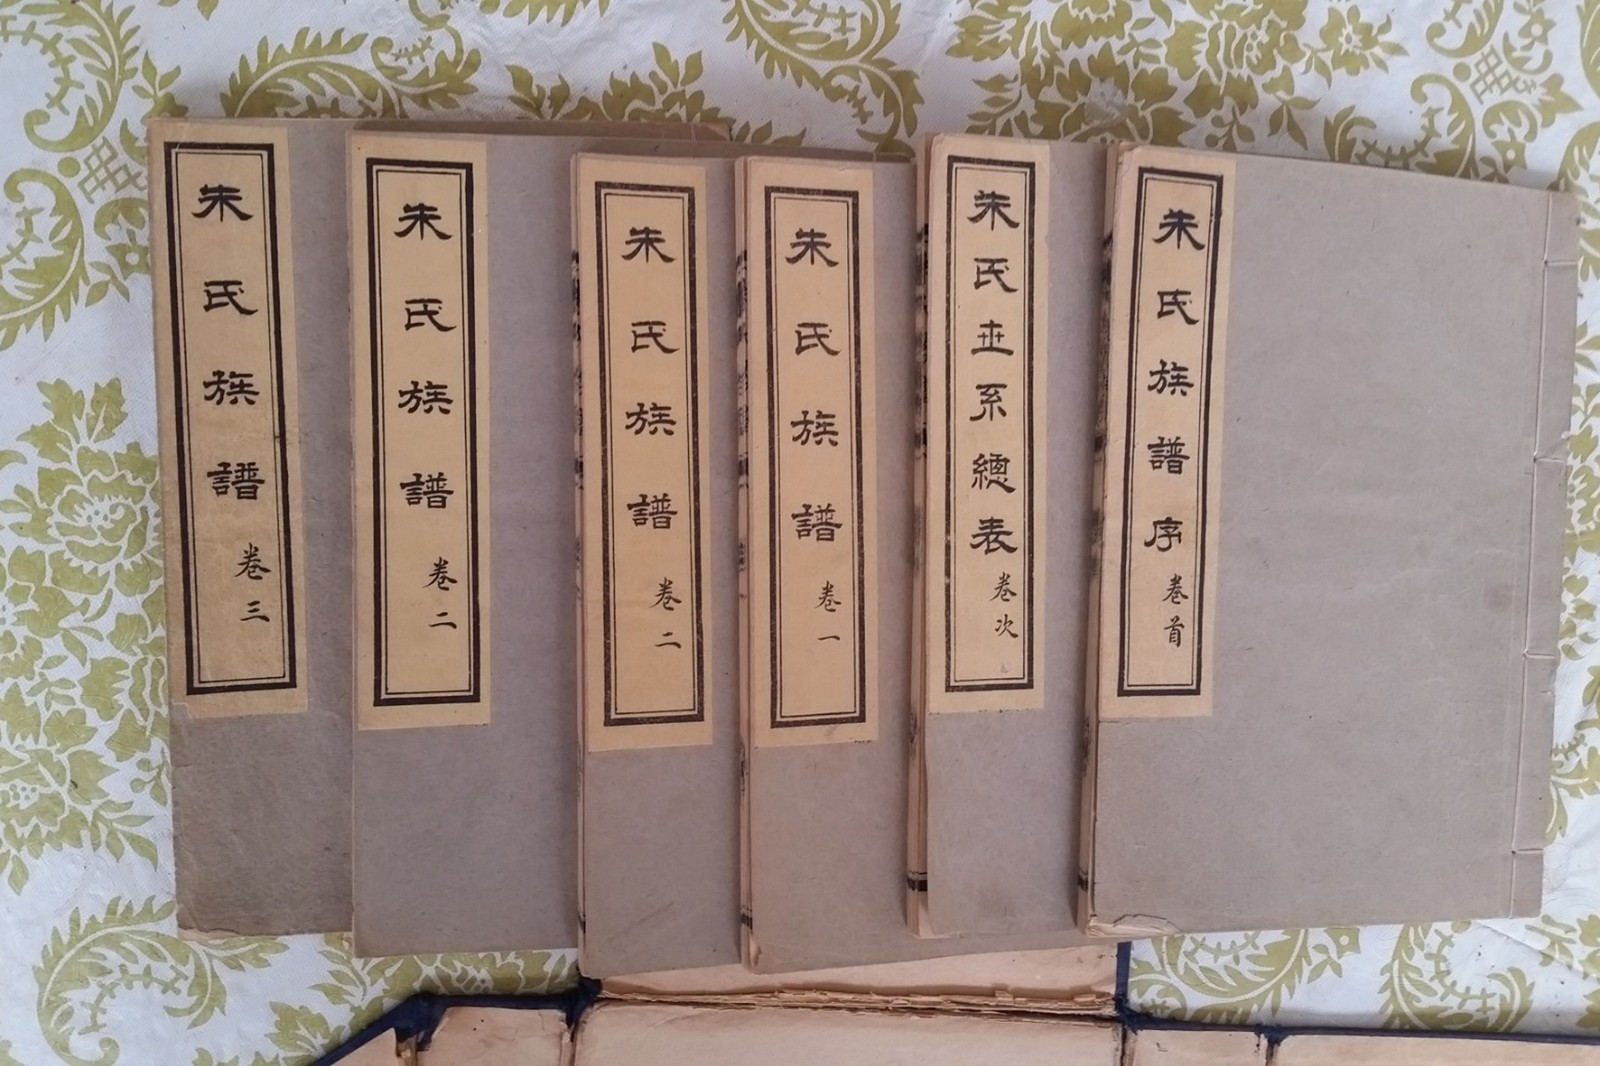 朱氏族譜序 卷首
朱氏世系總表 卷次
朱氏族譜 卷一
朱氏族譜 卷二
朱氏族譜 卷二
朱氏族譜 卷三